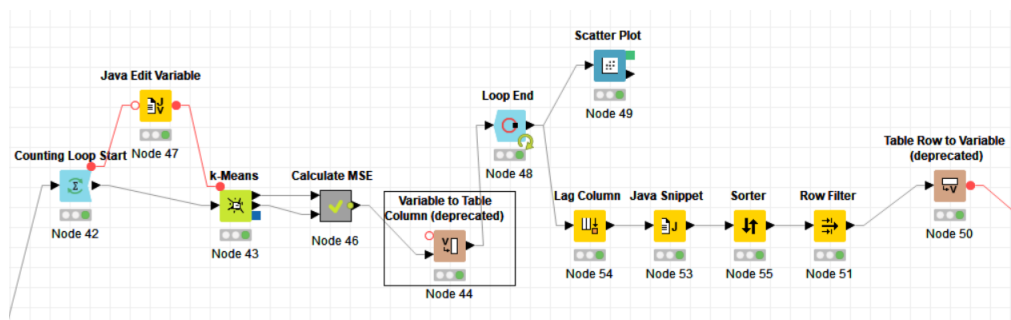 Scatter Plot
Node 49
Java Edit Variable
Node 47
Loop End
Node 48
Table Row to Variable
(deprecated)
Node 50
Counting Loop Start
Node 42
k-Means
Node 43
Calculate MSE
Node 46
Variable to Table
Column (deprecated)
Node 44
Lag Column
Node 54
Java Snippet
Node 53
Sorter
Node 55
Row Filter
Node 51